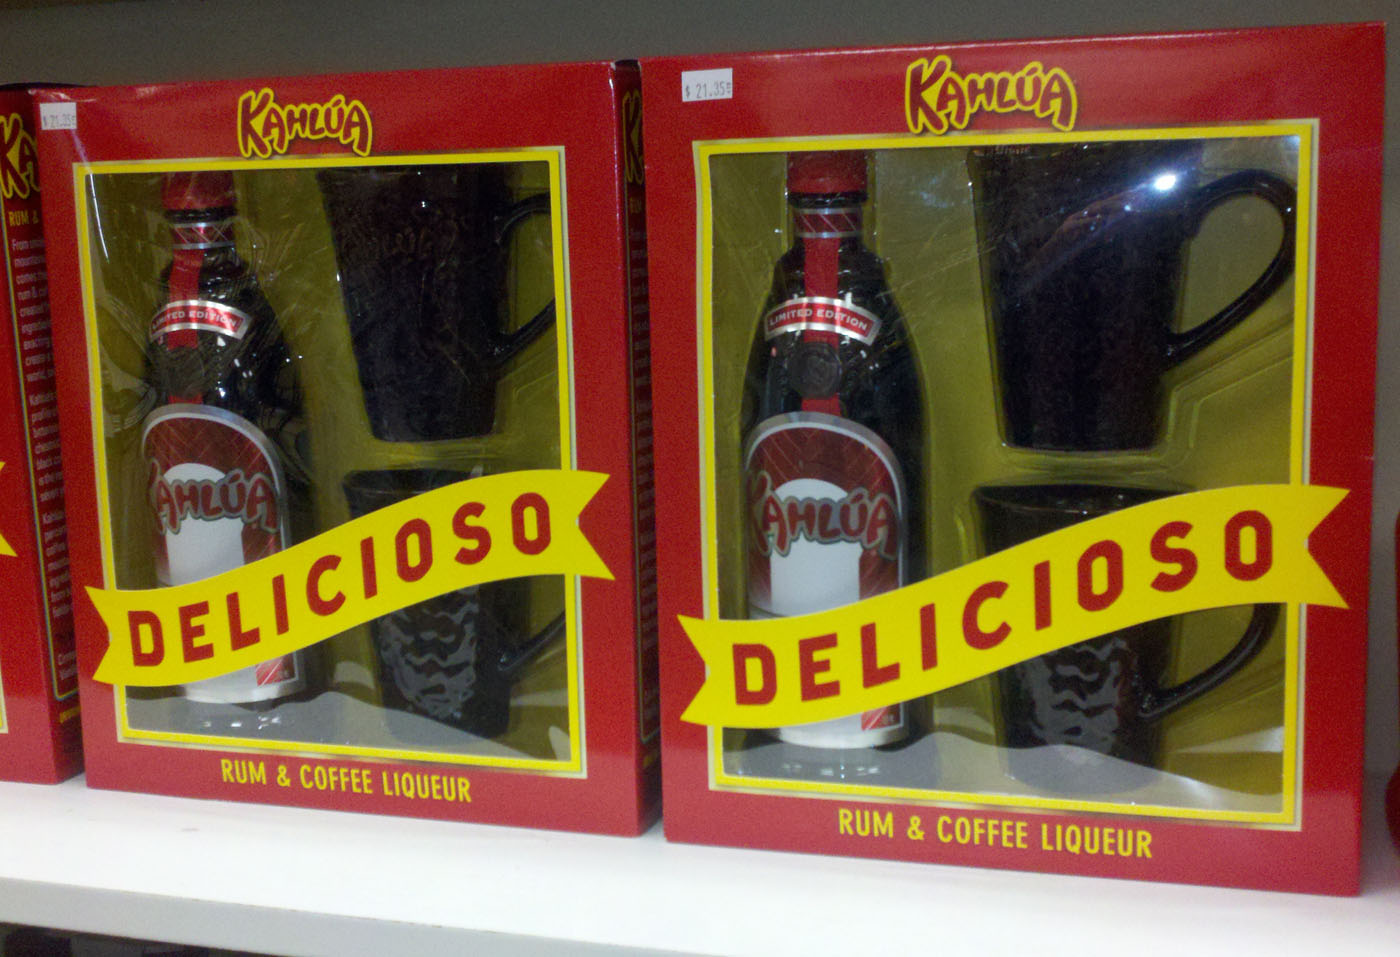 $ 21.35
KAHLÚA
LIMITED EDITION
KAHLÚA
DELICIOSO
RUM & COFFEE LIQUEUR
$ 21.35
KAHLÚA
LIMITED EDITION
KAHLÚA
DELICIOSO
RUM & COFFEE LIQUEUR
RUM &